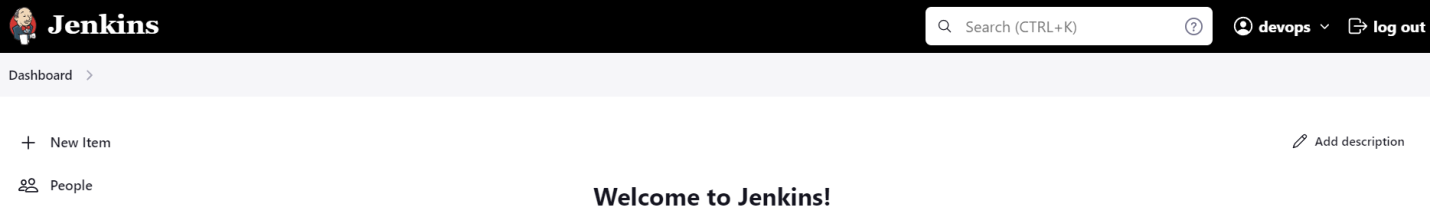 Jenkins
Search (CTRL+K)
devops
log out
Dashboard
New Item
Add description
People
Welcome to Jenkins!